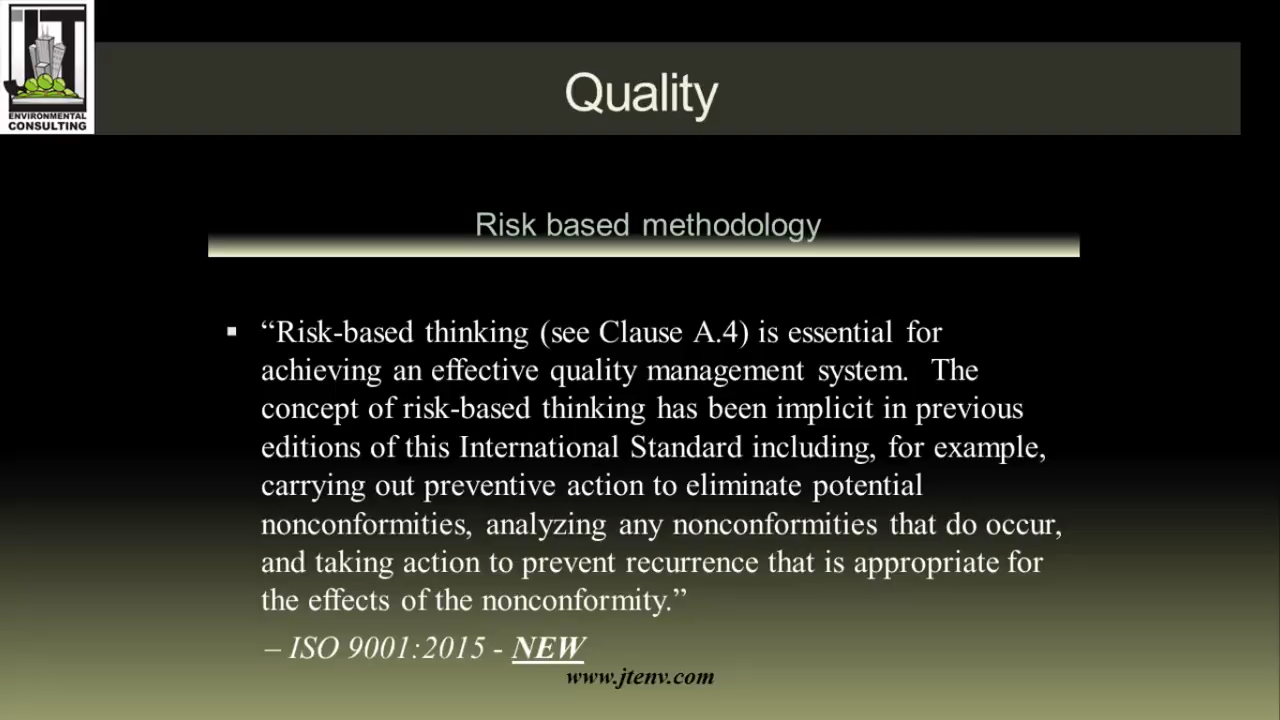 JT
ENVIRONMENTAL
CONSULTING
Quality
Risk based methodology
▪ “Risk-based thinking (see Clause A.4) is essential for
achieving an effective quality management system. The
concept of risk-based thinking has been implicit in previous
editions of this International Standard including, for example,
carrying out preventive action to eliminate potential
nonconformities, analyzing any nonconformities that do occur,
and taking action to prevent recurrence that is appropriate for
the effects of the nonconformity.”
– ISO 9001:2015 - NEW
www.jtenv.com